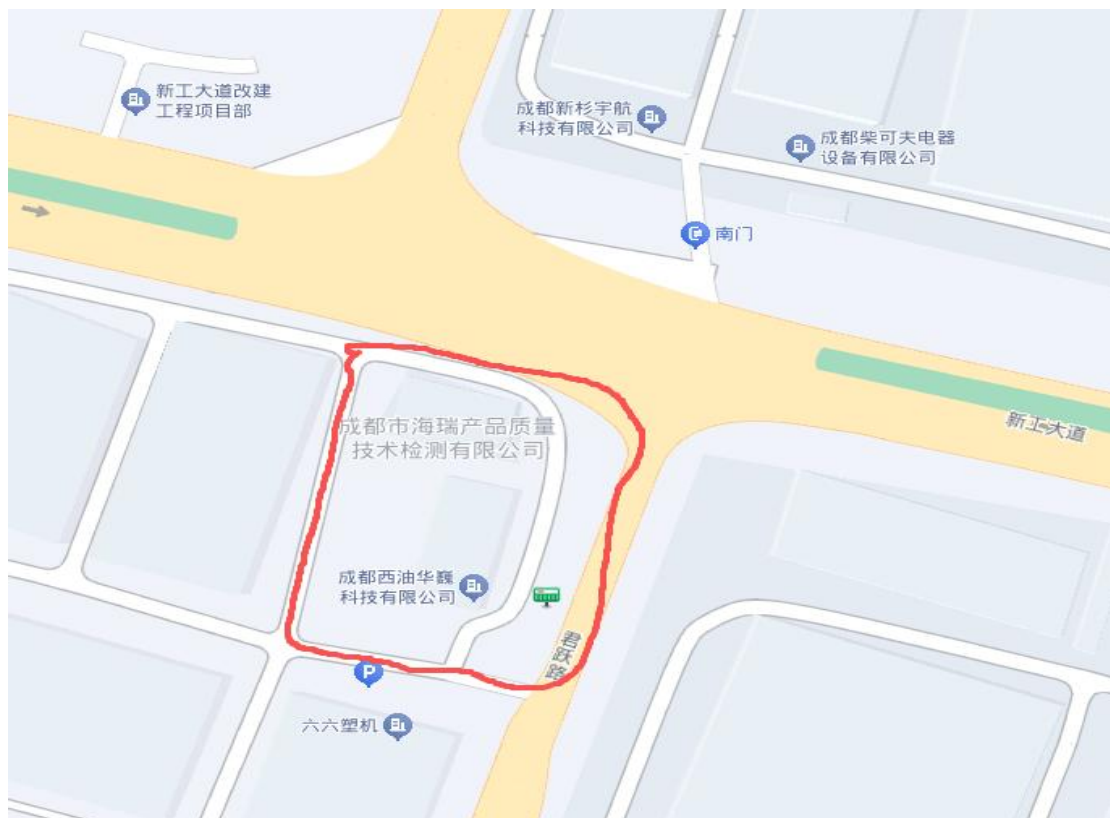 新工大道改建
工程项目部
成都新杉宇航
科技有限公司
成都柴可夫电器
设备有限公司
南门
新工大道
成都市海瑞产品质量
技术检测有限公司
成都西油华巍
科技有限公司
君跃路
P
六六塑机